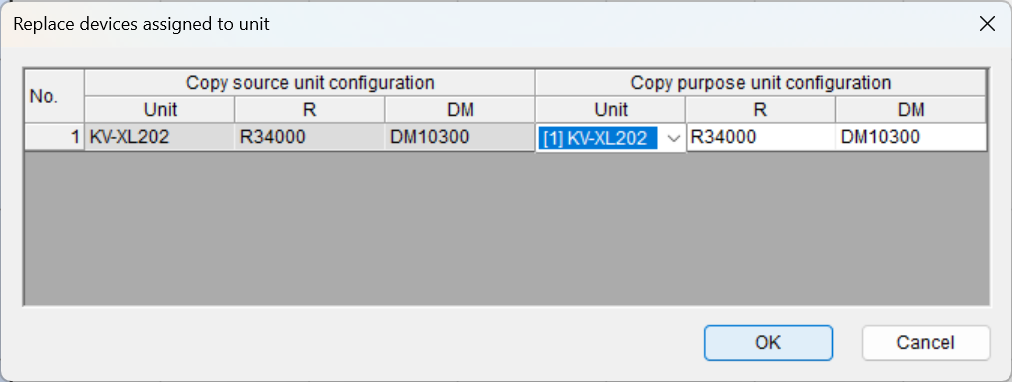 Replace devices assigned to unit
No. Copy source unit configuration Copy purpose unit configuration
Unit R DM Unit R DM
1 KV-XL202 R34000 DM10300 [1] KV-XL202 R34000 DM10300
OK Cancel